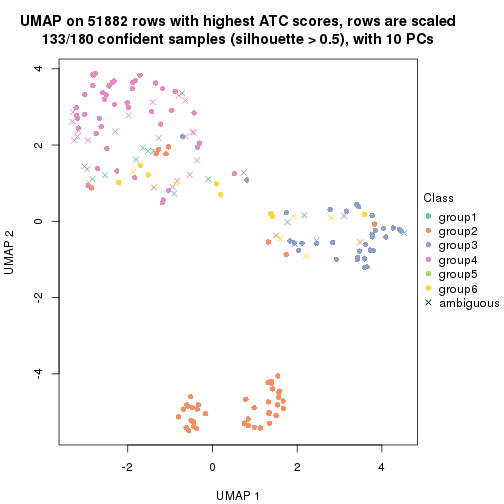 UMAP on 51882 rows with highest ATC scores, rows are scaled
133/180 confident samples (silhouette > 0.5), with 10 PCs
4
2
0
-2
-4
UMAP 2
-2
0
2
4
UMAP 1
Class
group1
group2
group3
group4
group5
group6
ambiguous